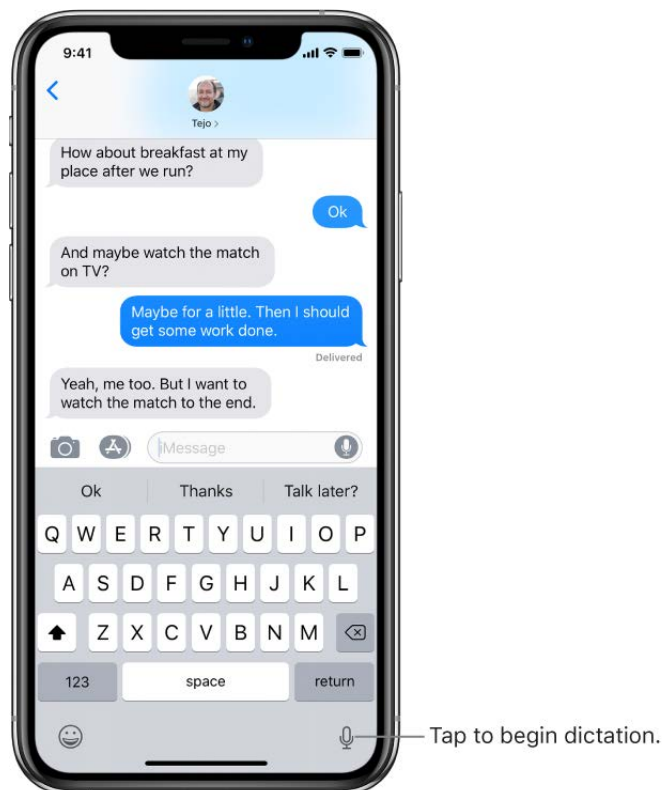 9:41
Tejo >
How about breakfast at my
place after we run?
Ok
And maybe watch the match
on TV?
Maybe for a little. Then I should
get some work done.
Delivered
Yeah, me too. But I want to
watch the match to the end.
iMessage
Ok Thanks Talk later?
Q W E R T Y U I O P
A S D F G H J K L
Z X C V B N M
123 space return
Tap to begin dictation.